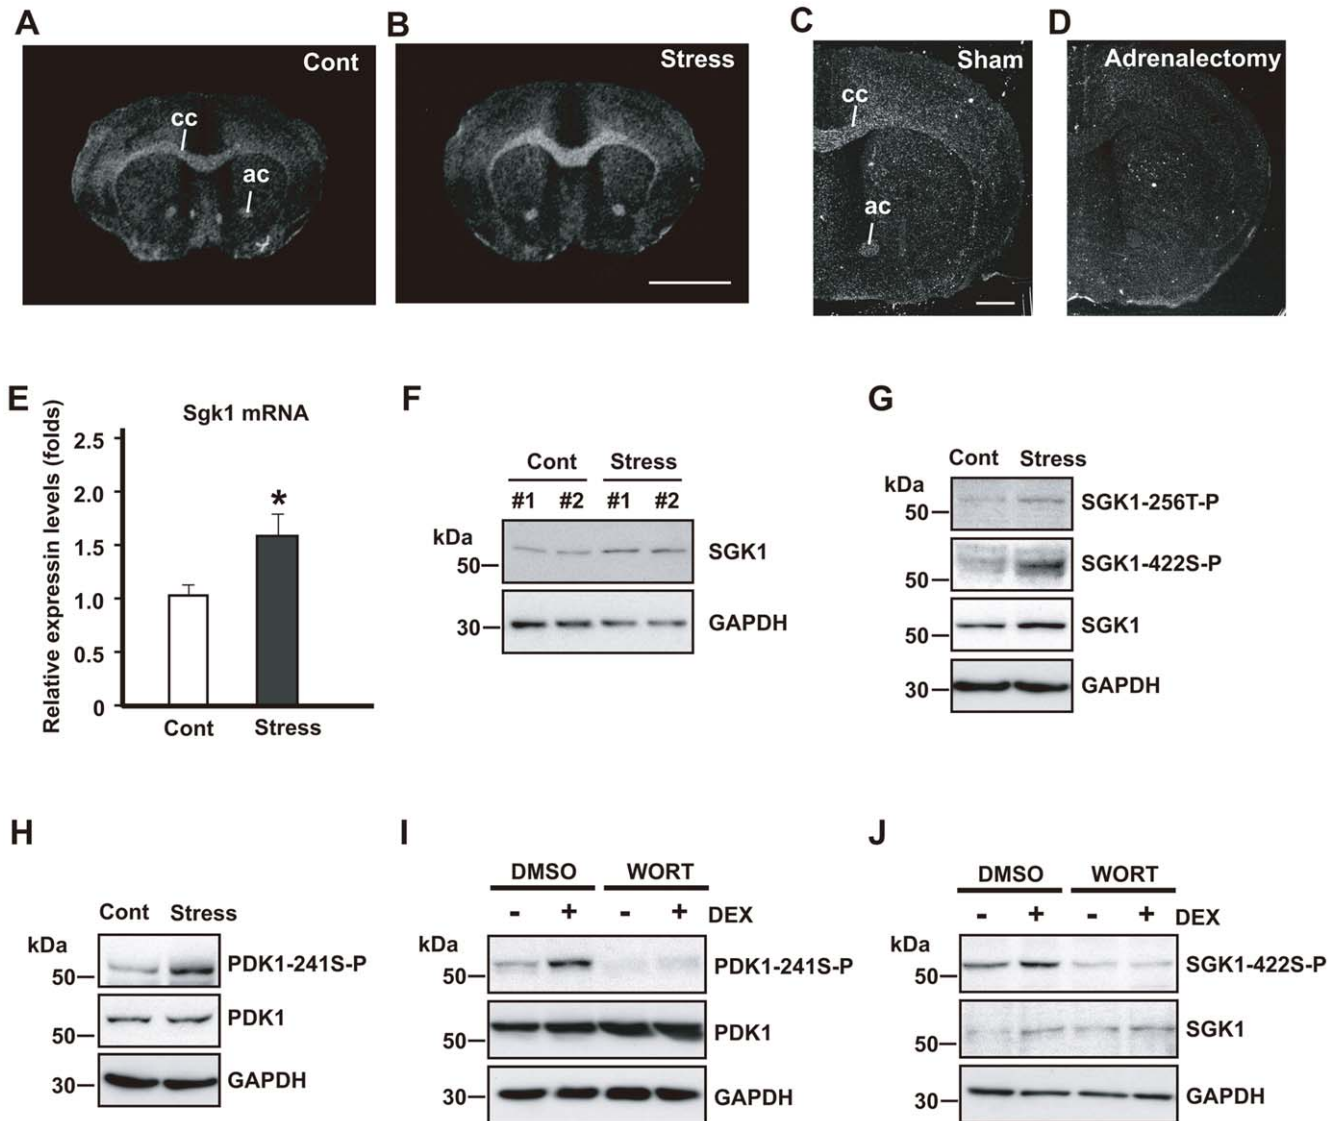 A
Cont
cc
ac
B
Stress
C
Sham
cc
ac
D
Adrenalectomy
E
Sgk1 mRNA
Relative expressin levels (folds)
2.5
2.0
1.5
1.0
0.5
0
*
Cont Stress
F
Cont Stress
#1 #2 #1 #2
kDa
50 SGK1
30 GAPDH
G
Cont Stress
kDa
50 SGK1-256T-P
50 SGK1-422S-P
50 SGK1
30 GAPDH
H
Cont Stress
kDa
50 PDK1-241S-P
50 PDK1
30 GAPDH
I
DMSO WORT
- + - + DEX
kDa
50 PDK1-241S-P
50 PDK1
30 GAPDH
J
DMSO WORT
- + - + DEX
kDa
50 SGK1-422S-P
50 SGK1
30 GAPDH